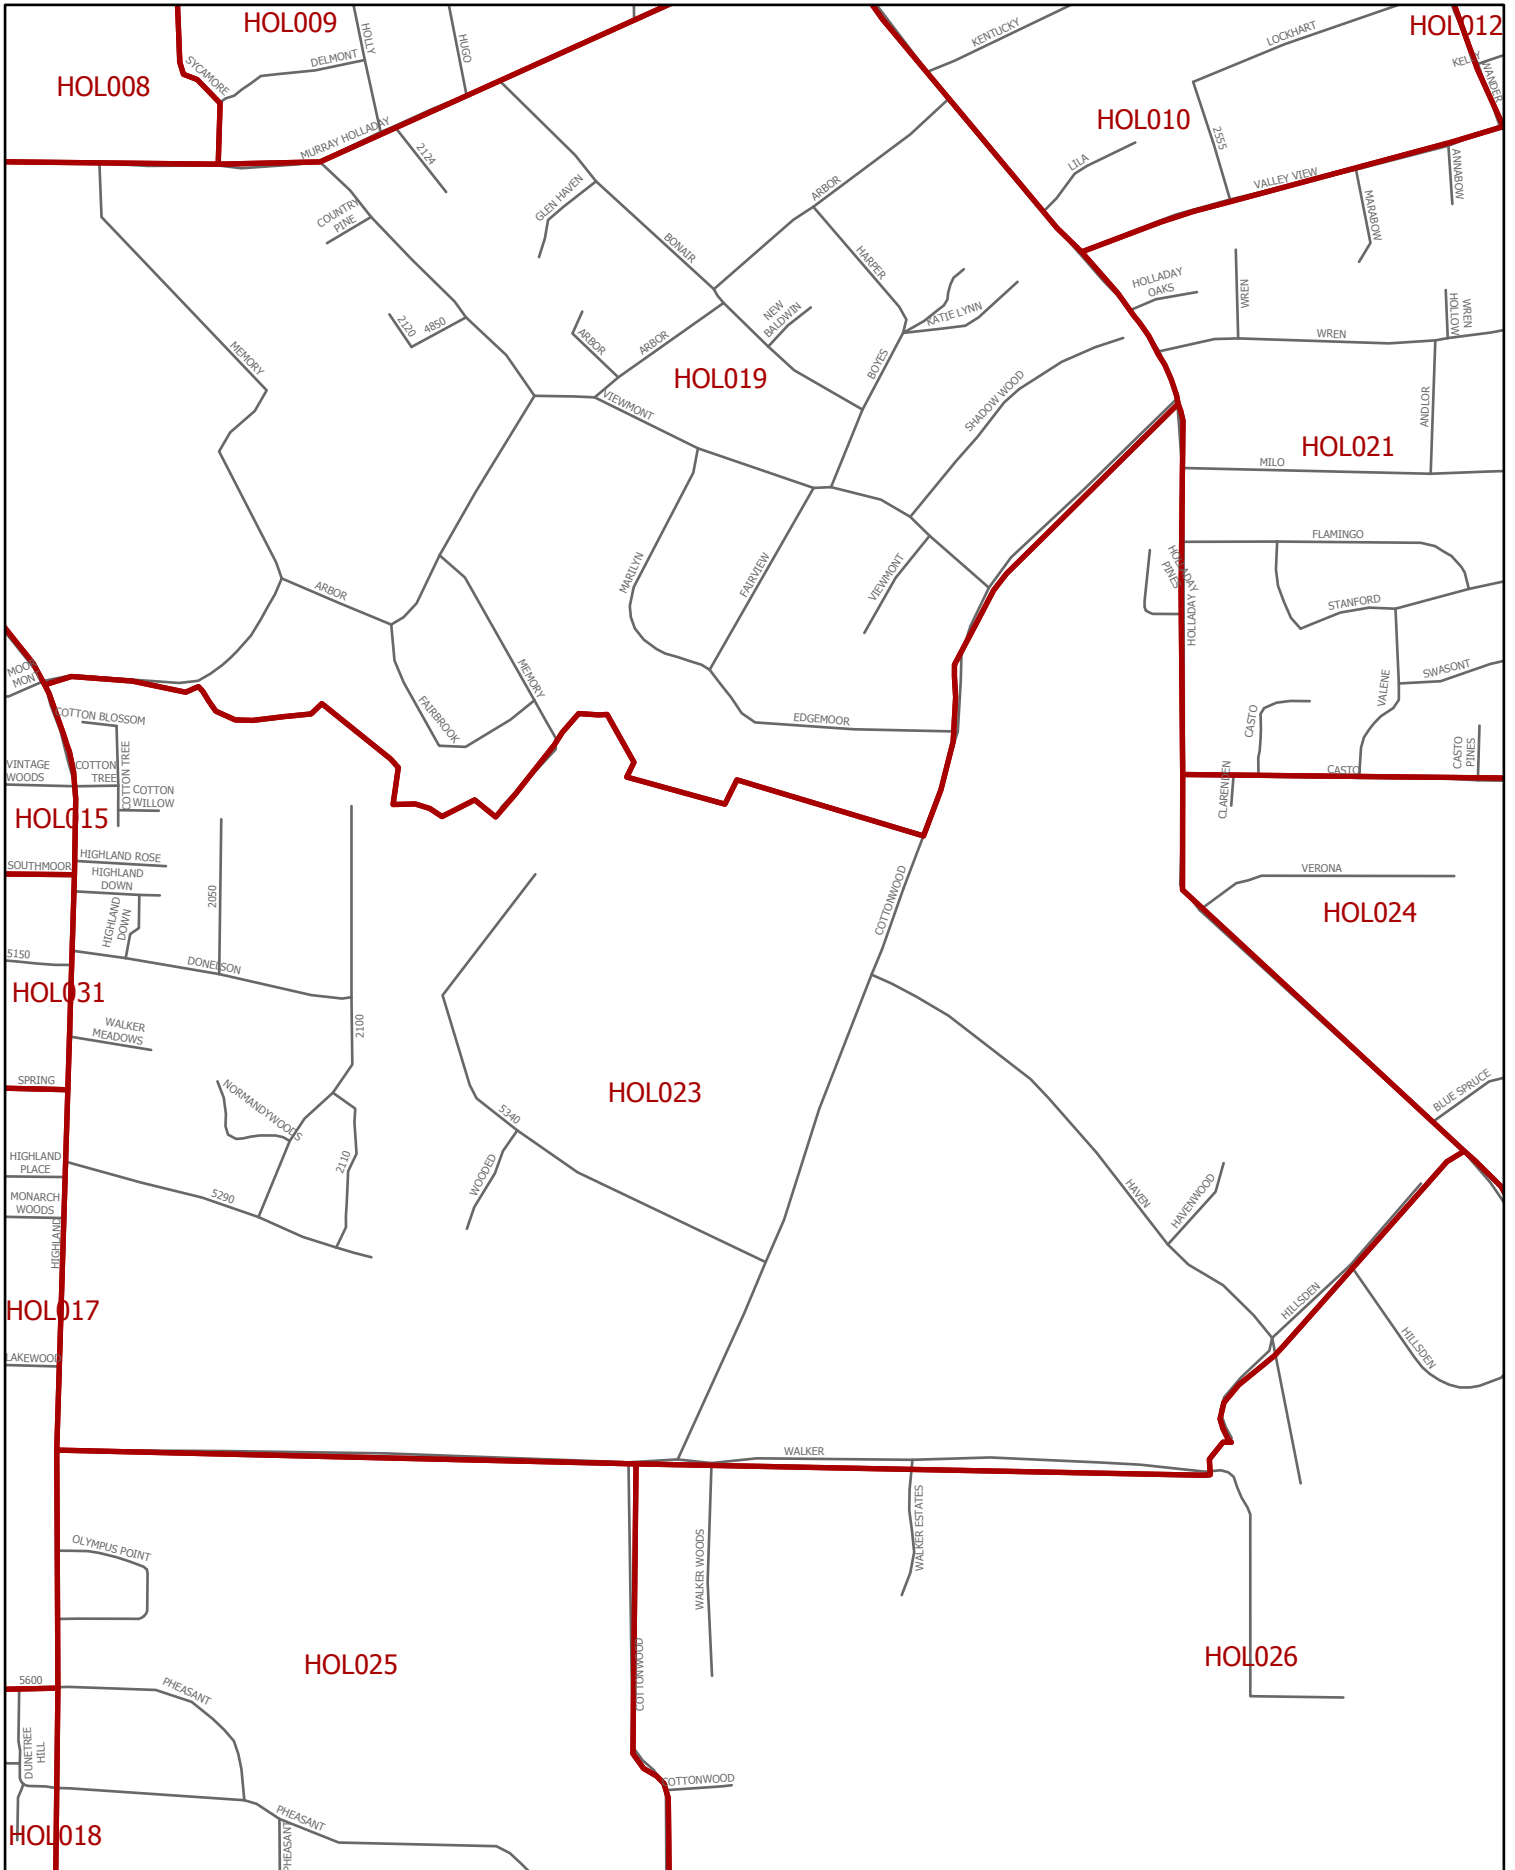 HOL009
HOL012
HOLLY
HUGO
KENTUCKY
LOCKHART
KELLY
WANDER
SYCAMORE
DELMONT
HOL008
HOL010
MURRAY HOLLADAY
2124
2555
LILA
VALLEY VIEW
ANNABOW
MARABOW
COUNTRY
PINE
GLEN HAVEN
ARBOR
BONAIR
HARPER
HOLLADAY
OAKS
WREN
WREN
HOLLOW
2120
4850
NEW
BALDWIN
KATIE LYNN
ARBOR
ARBOR
WREN
MEMORY
BOYES
HOL019
SHADOW WOOD
VIEWMONT
ANDLOR
HOL021
MILO
FLAMINGO
MARILYN
FAIRVIEW
VIEWMONT
HOLLADAY
PINES
ARBOR
STANFORD
HOLLADAY
MEMORY
SWASONT
VALENE
FAIRBROOK
COTTON BLOSSOM
EDGEMOOR
CASTO
CASTO
PINES
VINTAGE
WOODS
COTTON
TREE
COTTON TREE
CASTO
COTTON
WILLOW
CLARENDEN
HOL015
HIGHLAND ROSE
SOUTHMOOR
HIGHLAND
DOWN
VERONA
2050
COTTONWOOD
HIGHLAND
DOWN
HOL024
5150
DONELSON
HOL031
WALKER
MEADOWS
2100
SPRING
NORMANDYWOODS
HOL023
BLUE SPRUCE
5340
HIGHLAND
PLACE
2110
WOODED
MONARCH
WOODS
5290
HAVEN
HAVENWOOD
HIGHLAND
HOL017
HILLSDEN
HILLSDEN
LAKEWOOD
WALKER
WALKER ESTATES
OLYMPUS POINT
WALKER WOODS
HOL025
COTTONWOOD
HOL026
5600
PHEASANT
DUNETREE
HILL
COTTONWOOD
HOL018
PHEASANT
PHEASANT